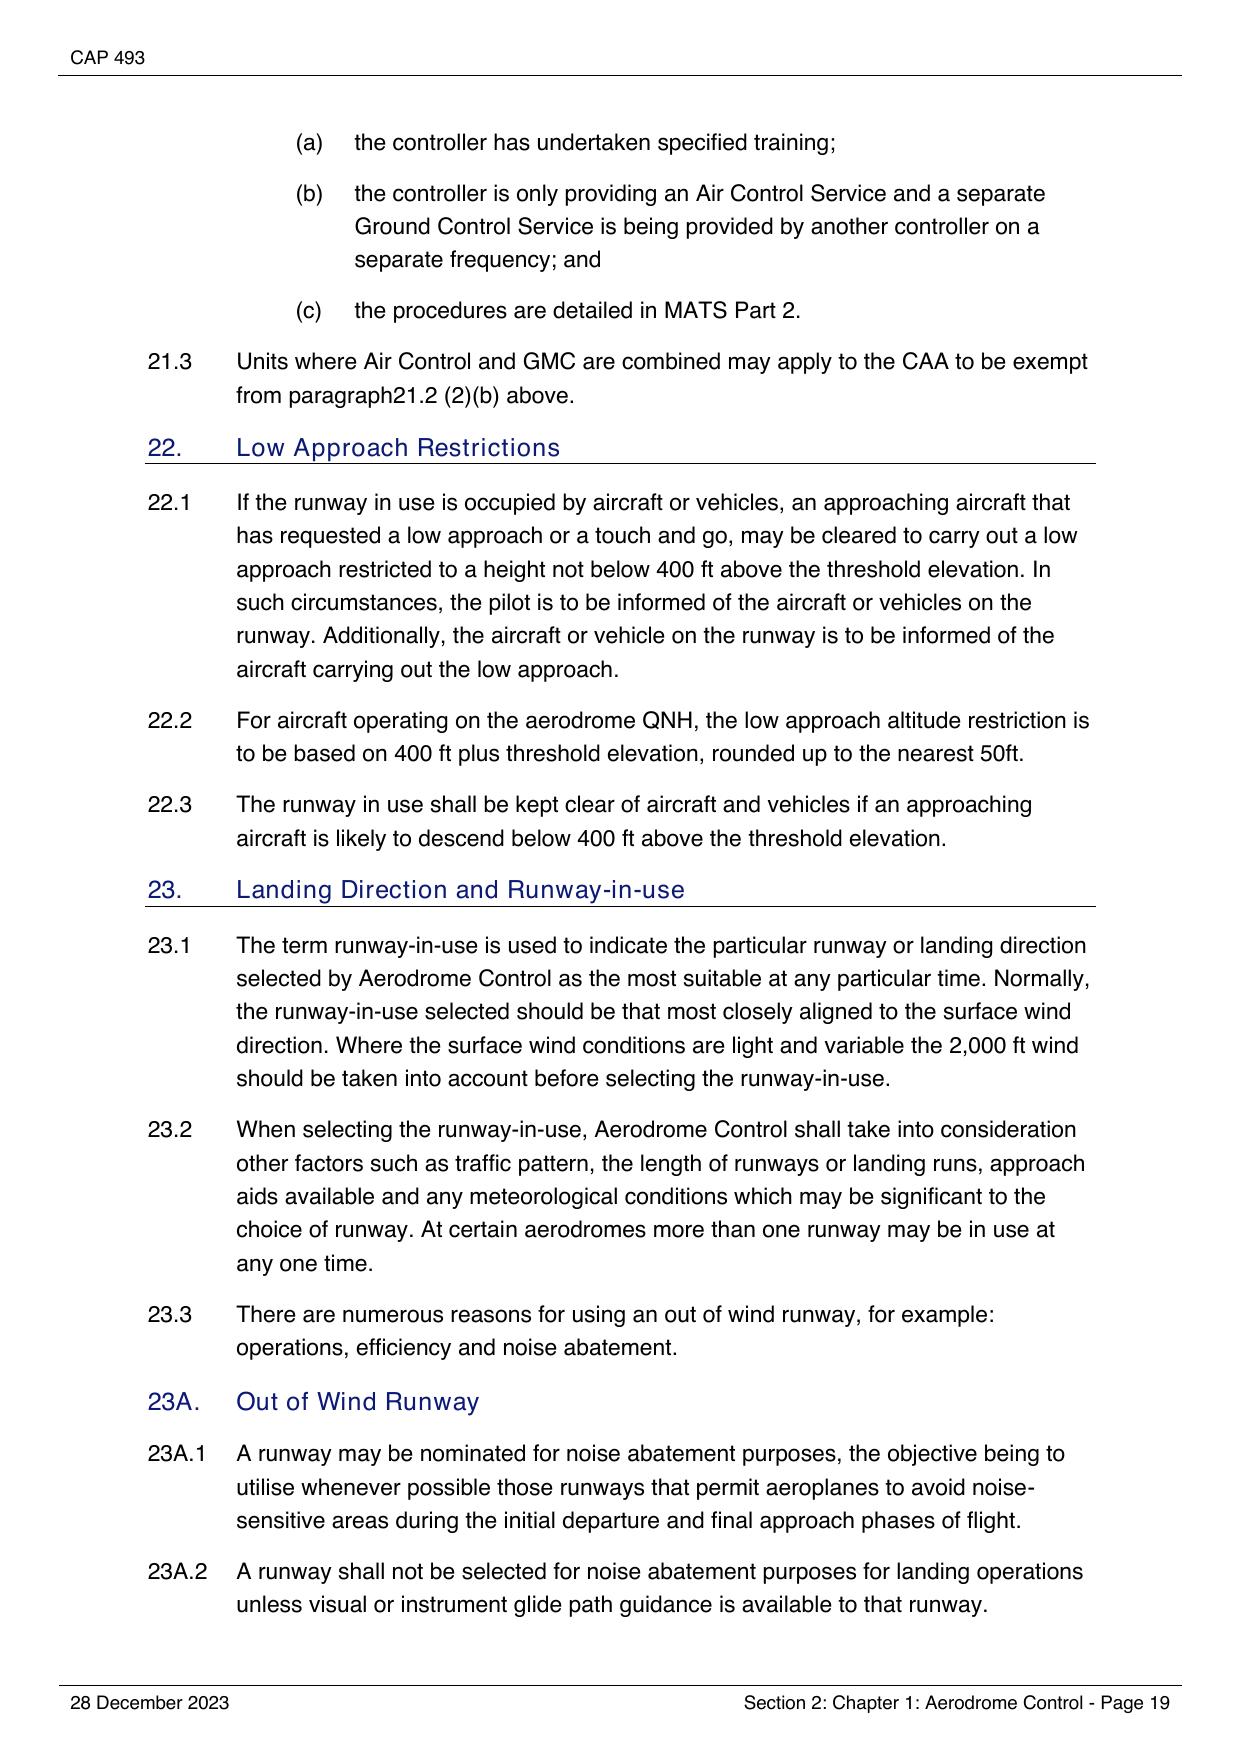 CAP 493
(a) the controller has undertaken specified training;
(b) the controller is only providing an Air Control Service and a separate
Ground Control Service is being provided by another controller on a
separate frequency; and
(c) the procedures are detailed in MATS Part 2.
21.3 Units where Air Control and GMC are combined may apply to the CAA to be exempt
from paragraph21.2 (2)(b) above.
22. Low Approach Restrictions
22.1 If the runway in use is occupied by aircraft or vehicles, an approaching aircraft that
has requested a low approach or a touch and go, may be cleared to carry out a low
approach restricted to a height not below 400 ft above the threshold elevation. In
such circumstances, the pilot is to be informed of the aircraft or vehicles on the
runway. Additionally, the aircraft or vehicle on the runway is to be informed of the
aircraft carrying out the low approach.
22.2 For aircraft operating on the aerodrome QNH, the low approach altitude restriction is
to be based on 400 ft plus threshold elevation, rounded up to the nearest 50ft.
22.3 The runway in use shall be kept clear of aircraft and vehicles if an approaching
aircraft is likely to descend below 400 ft above the threshold elevation.
23. Landing Direction and Runway-in-use
23.1 The term runway-in-use is used to indicate the particular runway or landing direction
selected by Aerodrome Control as the most suitable at any particular time. Normally,
the runway-in-use selected should be that most closely aligned to the surface wind
direction. Where the surface wind conditions are light and variable the 2,000 ft wind
should be taken into account before selecting the runway-in-use.
23.2 When selecting the runway-in-use, Aerodrome Control shall take into consideration
other factors such as traffic pattern, the length of runways or landing runs, approach
aids available and any meteorological conditions which may be significant to the
choice of runway. At certain aerodromes more than one runway may be in use at
any one time.
23.3 There are numerous reasons for using an out of wind runway, for example:
operations, efficiency and noise abatement.
23A. Out of Wind Runway
23A.1 A runway may be nominated for noise abatement purposes, the objective being to
utilise whenever possible those runways that permit aeroplanes to avoid noise-
sensitive areas during the initial departure and final approach phases of flight.
23A.2 A runway shall not be selected for noise abatement purposes for landing operations
unless visual or instrument glide path guidance is available to that runway.
28 December 2023 Section 2: Chapter 1: Aerodrome Control - Page 19